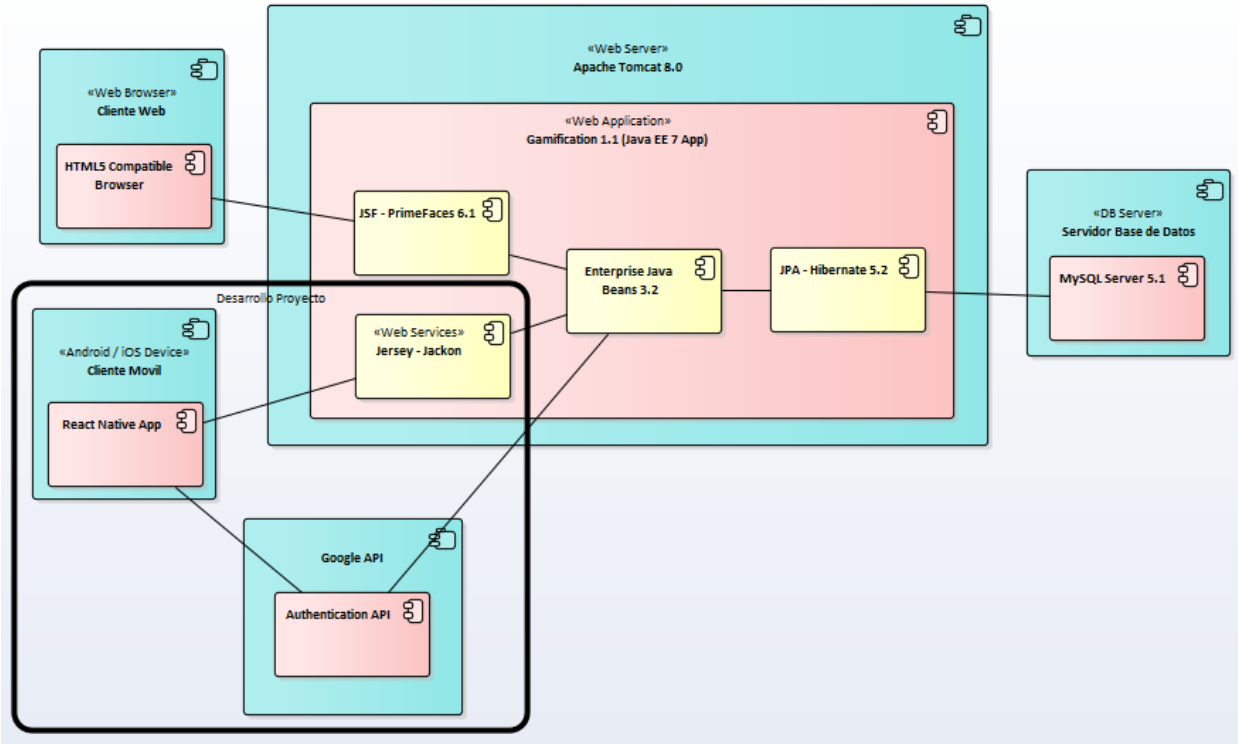 «Web Server»
Apache Tomcat 8.0
«Web Browser»
Cliente Web
HTML5 Compatible
Browser
«Web Application»
Gamification 1.1 (Java EE 7 App)
JSF - PrimeFaces 6.1
Enterprise Java
Beans 3.2
JPA - Hibernate 5.2
«DB Server»
Servidor Base de Datos
MySQL Server 5.1
Desarrollo Proyecto
«Android / iOS Device»
Cliente Movil
React Native App
«Web Services»
Jersey - Jackon
Google API
Authentication API